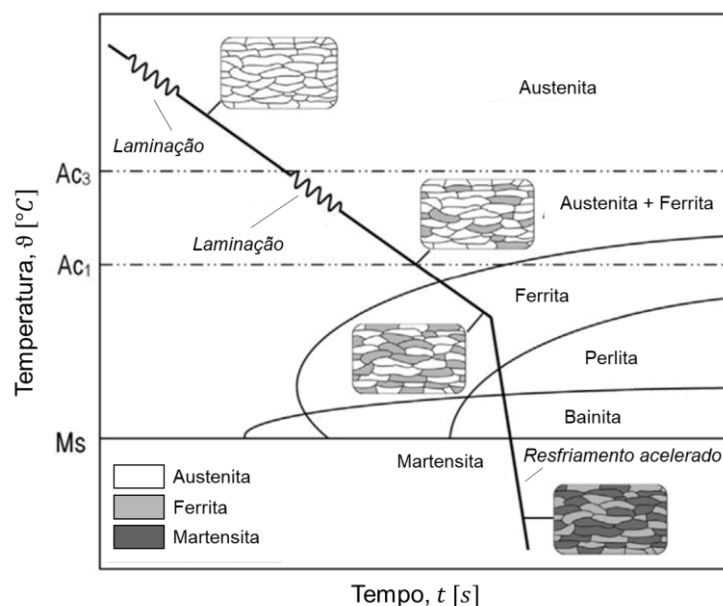 Austenita
Laminação
Ac3
Austenita + Ferrita
Laminação
Ac1
Temperatura, ϑ [°C]
Ferrita
Perlita
Bainita
Ms
Martensita
Resfriamento acelerado
Austenita
Ferrita
Martensita
Tempo, t [s]